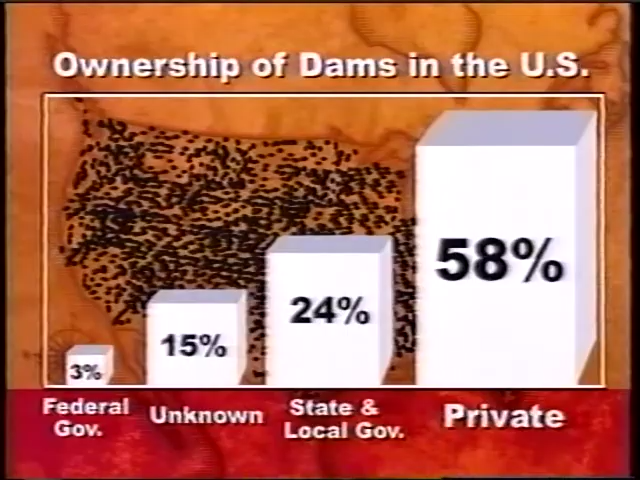 Ownership of Dams in the U.S.
58%
24%
15%
3%
Federal Gov.
Unknown
State & Local Gov.
Private